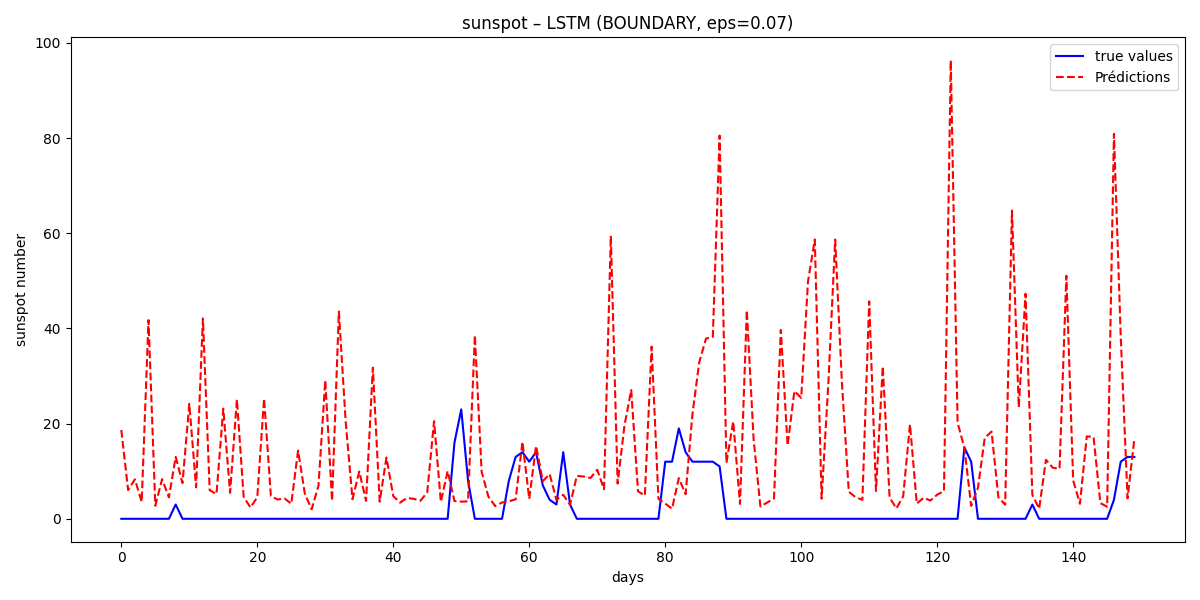 sunspot – LSTM (BOUNDARY, eps=0.07)
true values
Prédictions
100
80
60
40
20
0
sunspot number
0 20 40 60 80 100 120 140
days